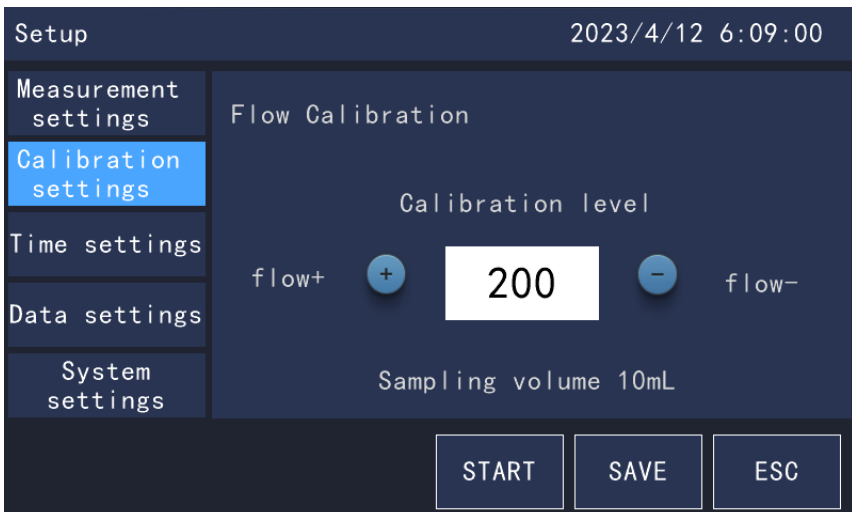 Setup 2023/4/12 6:09:00
Measurement
settings
Calibration
settings
Time settings
Data settings
System
settings
Flow Calibration
Calibration level
flow+ + 200 − flow−
Sampling volume 10mL
START SAVE ESC